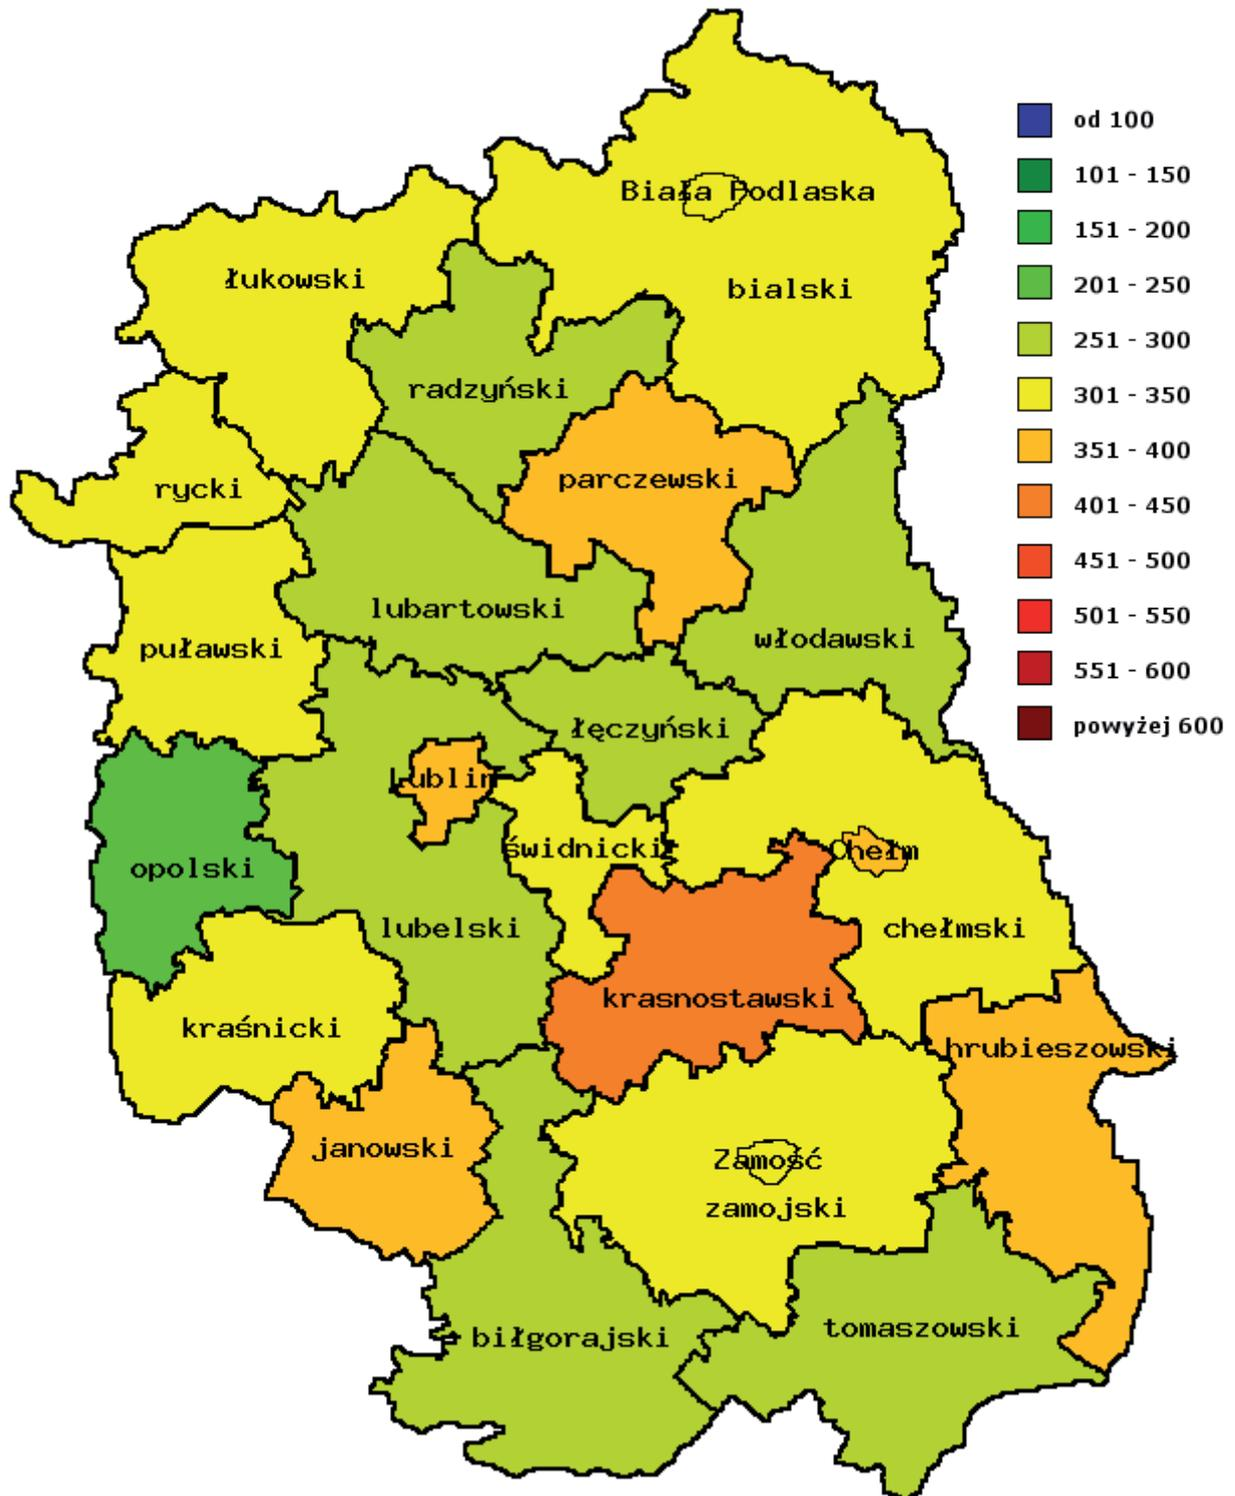 od 100
101 - 150
151 - 200
201 - 250
251 - 300
301 - 350
351 - 400
401 - 450
451 - 500
501 - 550
551 - 600
powyżej 600
Biała Podlaska
łukowski
bialski
radzyński
parczewski
rycki
lubartowski
włodawski
puławski
łęczyński
Lublin
świdnicki
Chełm
opolski
lubelski
chełmski
krasnostawski
kraśnicki
hrubieszowski
janowski
Zamość
zamojski
tomaszowski
biłgorajski